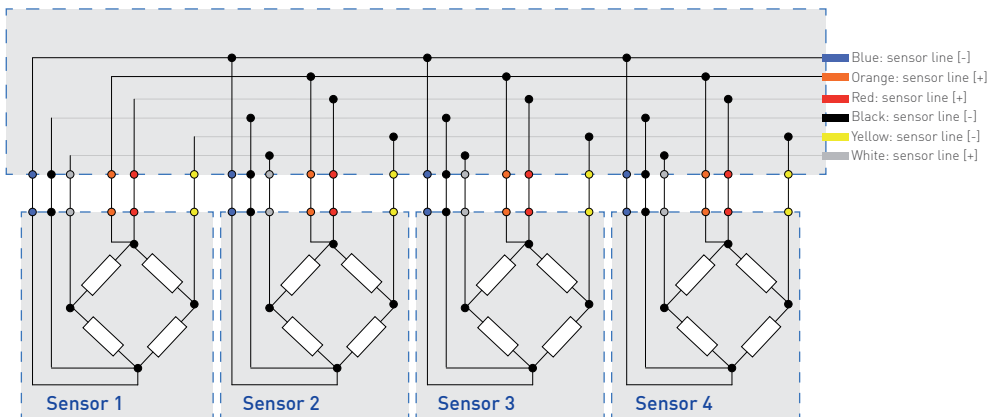 Blue: sensor line [-]
Orange: sensor line [+]
Red: sensor line [+]
Black: sensor line [-]
Yellow: sensor line [-]
White: sensor line [+]
Sensor 1
Sensor 2
Sensor 3
Sensor 4